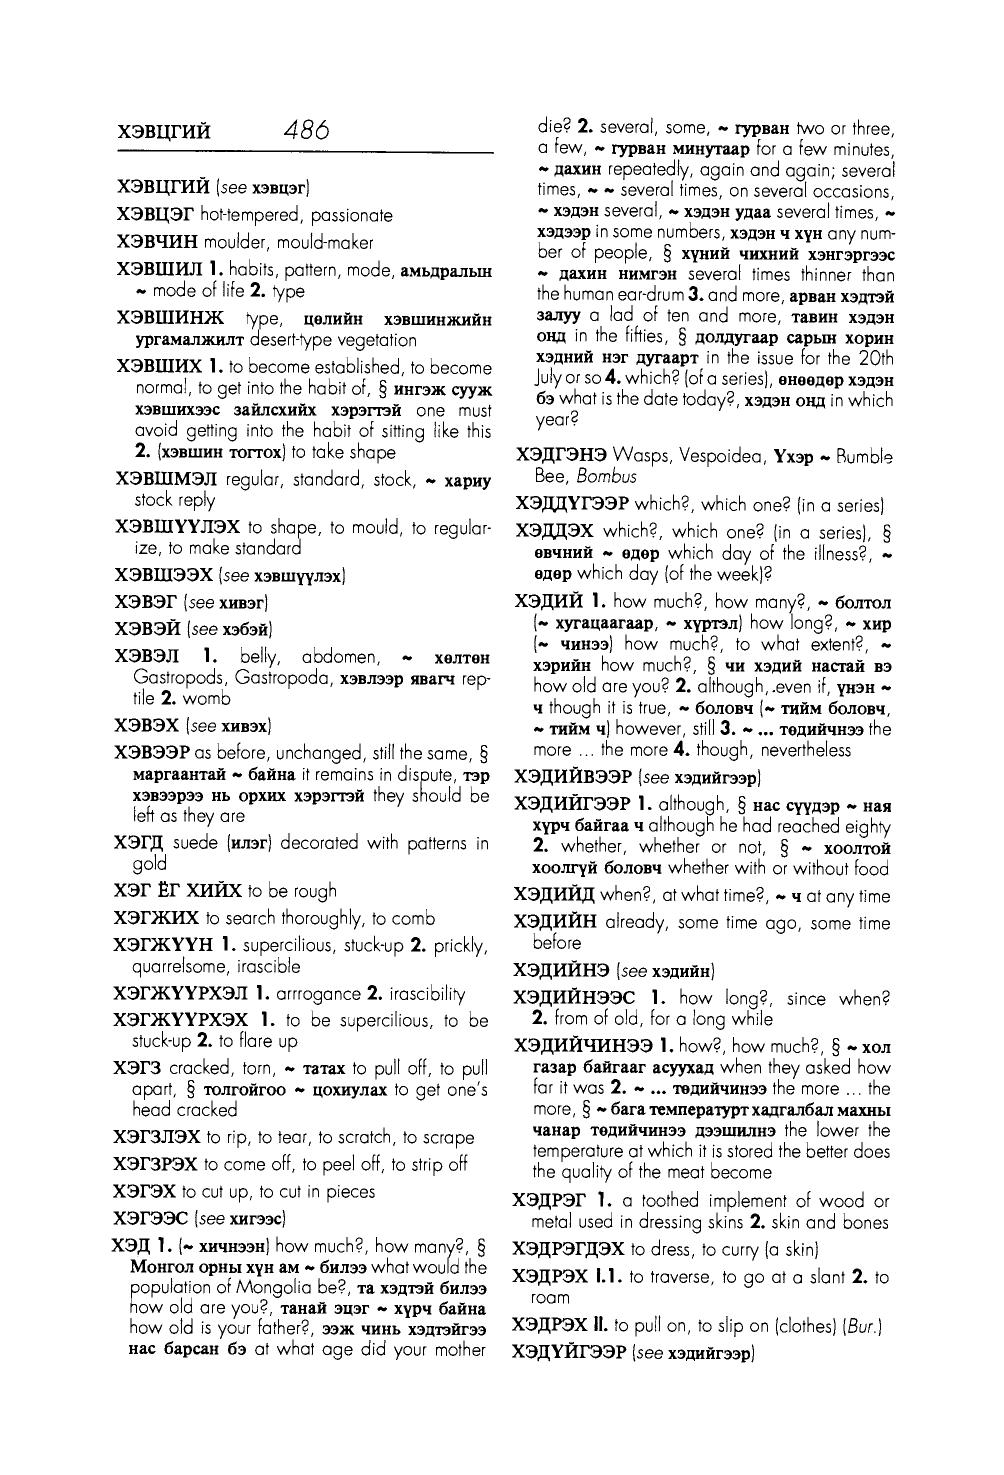 ХЭВЦГИЙ 486
ХЭВЦГИЙ (see хэвцэг)
ХЭВЦЭГ hot-tempered, passionate
ХЭВЧИН moulder, mould-maker
ХЭВШИЛ 1. habits, pattern, mode, амьдралын
~ mode of life 2. type
ХЭВШИНЖ type, цөлийн хэвшинжийн
ургамалжилт desert-type vegetation
ХЭВШИХ 1. to become established, to become
normal, to get into the habit of, § ингэж сууж
хэвшихээс зайлсхийх хэрэгтэй one must
avoid getting into the habit of sitting like this
2. (хэвшин тогтох) to take shape
ХЭВШМЭЛ regular, standard, stock, ~ хариу
stock reply
ХЭВШҮҮЛЭХ to shape, to mould, to regular-
ize, to make standard
ХЭВШЭЭХ (see хэвшүүлэх)
ХЭВЭГ (see хивэг)
ХЭВЭЙ (see хэбэй)
ХЭВЭЛ 1. belly, abdomen, ~ хөлтөн
Gastropods, Gastropoda, хэвлээр явагч rep-
tile 2. womb
ХЭВЭХ (see хивэх)
ХЭВЭЭР as before, unchanged, still the same, §
маргаантай ~ байна it remains in dispute, тэр
хэвээрээ нь орхих хэрэгтэй they should be
left as they are
ХЭГД suede (илэг) decorated with patterns in
gold
ХЭГ ЁГ ХИЙХ to be rough
ХЭГЖИХ to search thoroughly, to comb
ХЭГЖҮҮН 1. supercilious, stuck-up 2. prickly,
quarrelsome, irascible
ХЭГЖҮҮРХЭЛ 1. arrrogance 2. irascibility
ХЭГЖҮҮРХЭХ 1. to be supercilious, to be
stuck-up 2. to flare up
ХЭГЗ cracked, torn, ~ татах to pull off, to pull
apart, § толгойгоо ~ цохиулах to get one's
head cracked
ХЭГЗЛЭХ to rip, to tear, to scratch, to scrape
ХЭГЗРЭХ to come off, to peel off, to strip off
ХЭГЭХ to cut up, to cut in pieces
ХЭГЭЭС (see хигээс)
ХЭД 1. (~ хичнээн) how much?, how many?, §
Монгол орны хүн ам ~ билээ what would the
population of Mongolia be?, та хэдтэй билээ
how old are you?, танай эцэг ~ хүрч байна
how old is your father?, ээж чинь хэдтэйгээ
нас барсан бэ at what age did your mother
die? 2. several, some, ~ гурван two or three,
a few, ~ гурван минутаар for a few minutes,
~ дахин repeatedly, again and again; several
times, ~ ~ several times, on several occasions,
~ хэдэн several, ~ хэдэн удаа several times, ~
хэдээр in some numbers, хэдэн ч хүн any num-
ber of people, § хүний чихний хэнгэргээс
~ дахин нимгэн several times thinner than
the human ear-drum 3. and more, арван хэдтэй
залуу a lad of ten and more, тавин хэдэн
онд in the fifties, § долдугаар сарын хорин
хэдний нэг дугаарт in the issue for the 20th
July or so 4. which? (of a series), өнөөдөр хэдэн
бэ what is the date today?, хэдэн онд in which
year?
ХЭДГЭНЭ Wasps, Vespoidea, Үхэр ~ Bumble
Bee, Bombus
ХЭДДҮГЭЭР which?, which one? (in a series)
ХЭДДЭХ which?, which one? (in a series), §
өвчний ~ өдөр which day of the illness?, ~
өдөр which day (of the week)?
ХЭДИЙ 1. how much?, how many?, ~ болтол
(~ хугацаагаар, ~ хүртэл) how long?, ~ хир
(~ чинээ) how much?, to what extent?, ~
хэрийн how much?, § чи хэдий настай вэ
how old are you? 2. although,.even if, үнэн ~
ч though it is true, ~ боловч (~ тийм боловч,
~ тийм ч) however, still 3. ~ ... төдийчнээ the
more ... the more 4. though, nevertheless
ХЭДИЙВЭЭР (see хэдийгээр)
ХЭДИЙГЭЭР 1. although, § нас сүүдэр ~ ная
хүрч байгаа ч although he had reached eighty
2. whether, whether or not, § ~ хоолтой
хоолгүй боловч whether with or without food
ХЭДИЙД when?, at what time?, ~ ч at any time
ХЭДИЙН already, some time ago, some time
before
ХЭДИЙНЭ (see хэдийн)
ХЭДИЙНЭЭС 1. how long?, since when?
2. from of old, for a long while
ХЭДИЙЧИНЭЭ 1. how?, how much?, § ~ хол
газар байгааг асуухад when they asked how
far it was 2. ~ ... төдийчинээ the more ... the
more, § ~ бага температурт хадгалбал махны
чанар төдийчинээ дээшилнэ the lower the
temperature at which it is stored the better does
the quality of the meat become
ХЭДРЭГ 1. a toothed implement of wood or
metal used in dressing skins 2. skin and bones
ХЭДРЭГДЭХ to dress, to curry (a skin)
ХЭДРЭХ I.1. to traverse, to go at a slant 2. to
roam
ХЭДРЭХ II. to pull on, to slip on (clothes) (Bur.)
ХЭДҮЙГЭЭР (see хэдийгээр)